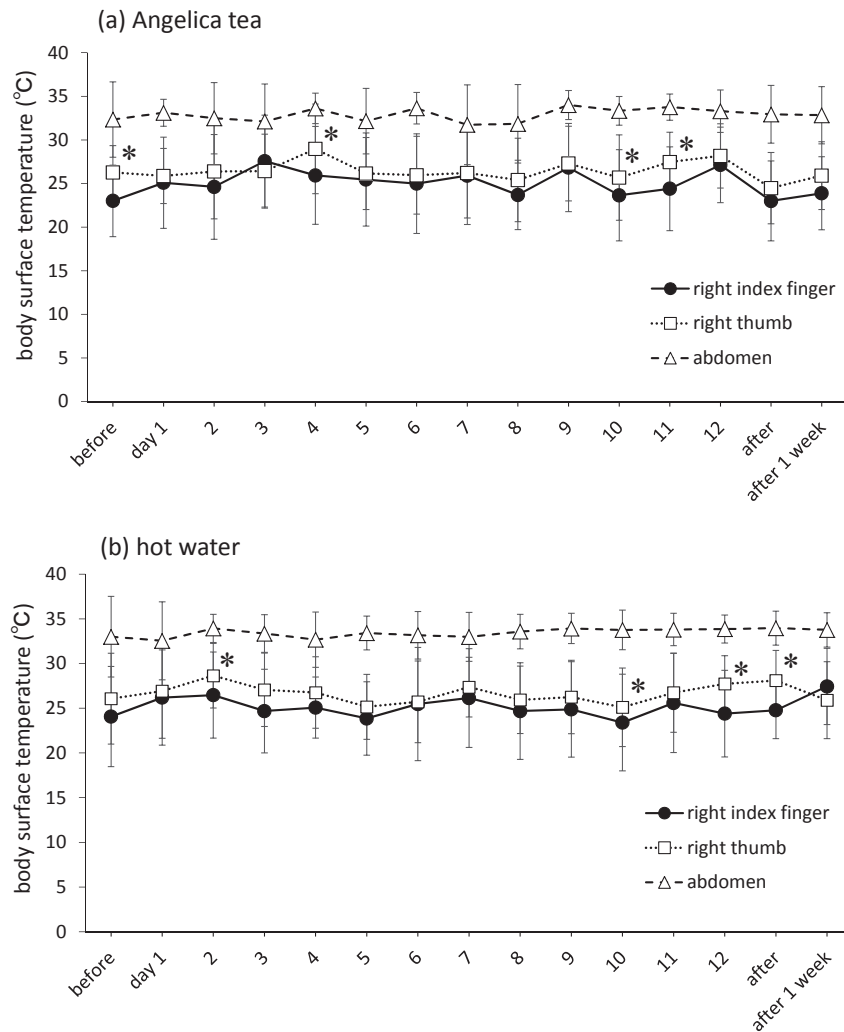 (a) Angelica tea
body surface temperature (℃)
40
35
30
25
20
15
10
5
0
*
*
*
*
right index finger
right thumb
abdomen
before
day 1
2
3
4
5
6
7
8
9
10
11
12
after
after 1 week
(b) hot water
body surface temperature (℃)
40
35
30
25
20
15
10
5
0
*
*
*
*
right index finger
right thumb
abdomen
before
day 1
2
3
4
5
6
7
8
9
10
11
12
after
after 1 week